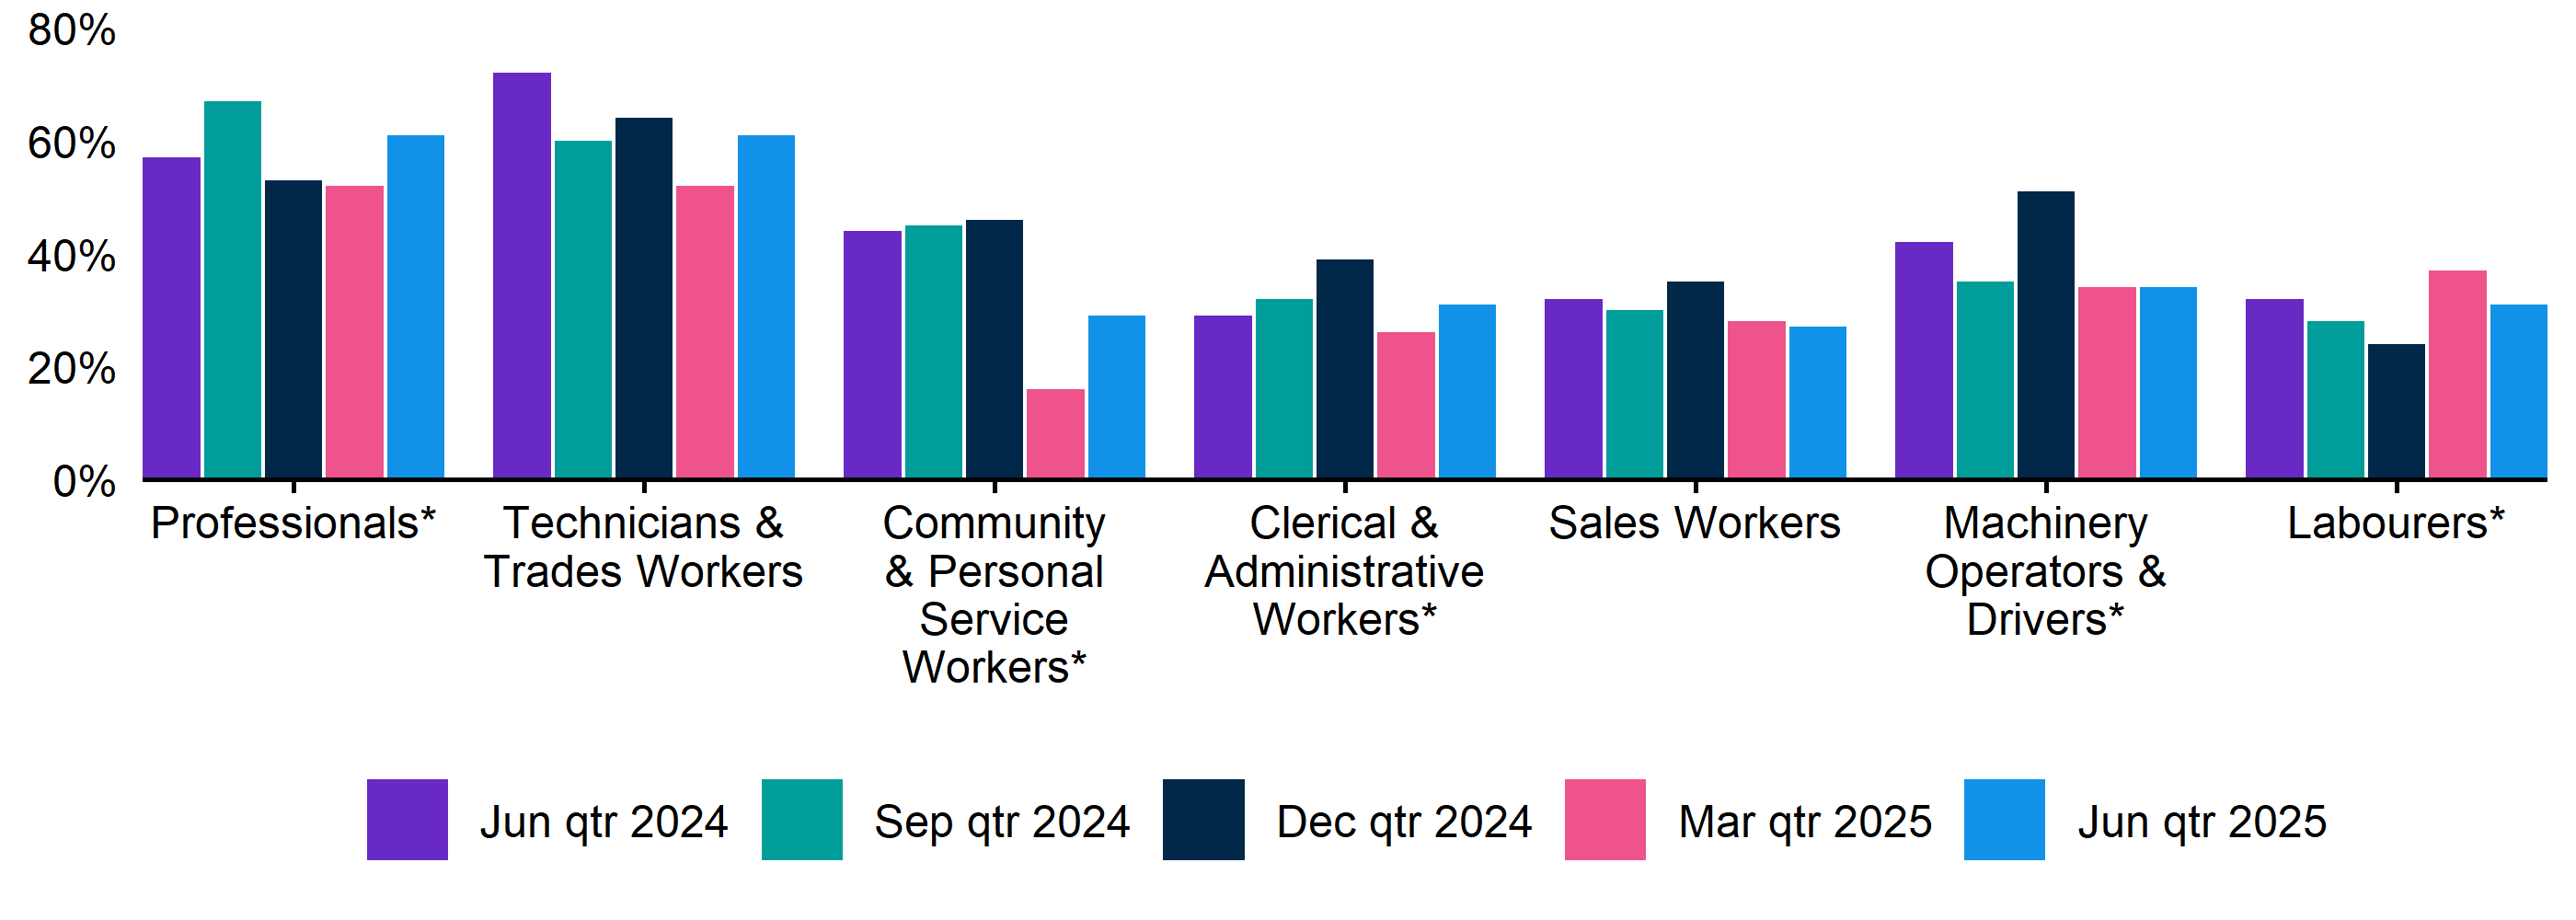 80%
60%
40%
20%
0%
Professionals*
Technicians &
Trades Workers
Community
& Personal
Service
Workers*
Clerical &
Administrative
Workers*
Sales Workers
Machinery
Operators &
Drivers*
Labourers*
Jun qtr 2024
Sep qtr 2024
Dec qtr 2024
Mar qtr 2025
Jun qtr 2025